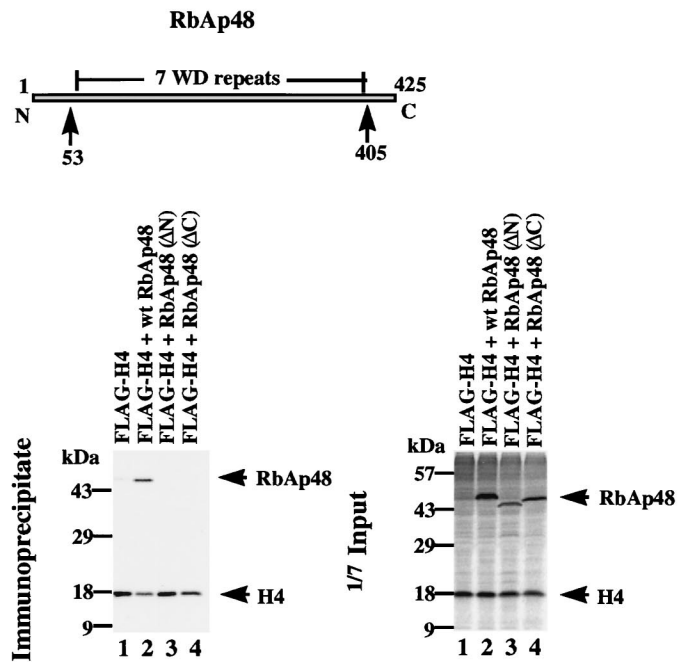 RbAp48
1 7 WD repeats 425
N C
53 405
FLAG-H4
FLAG-H4 + wt RbAp48
FLAG-H4 + RbAp48 (ΔN)
FLAG-H4 + RbAp48 (ΔC)
Immunoprecipitate
kDa
43
29
18
9
RbAp48
H4
1 2 3 4
FLAG-H4
FLAG-H4 + wt RbAp48
FLAG-H4 + RbAp48 (ΔN)
FLAG-H4 + RbAp48 (ΔC)
1/7 Input
kDa
57
43
29
18
9
RbAp48
H4
1 2 3 4